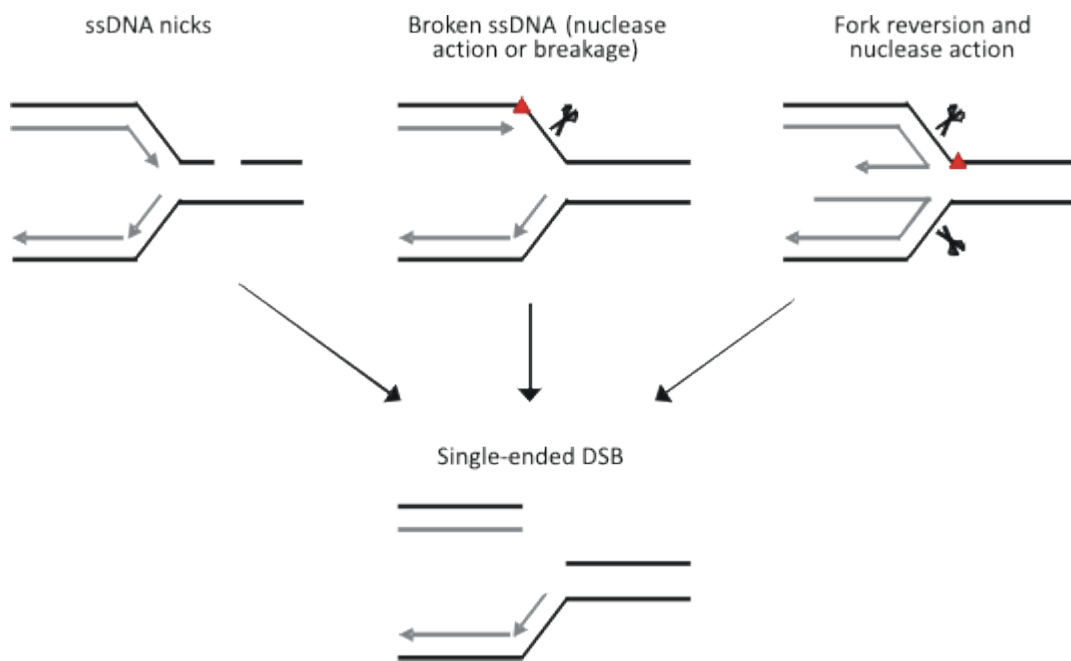 ssDNA nicks
Broken ssDNA (nuclease
action or breakage)
Fork reversion and
nuclease action
Single-ended DSB